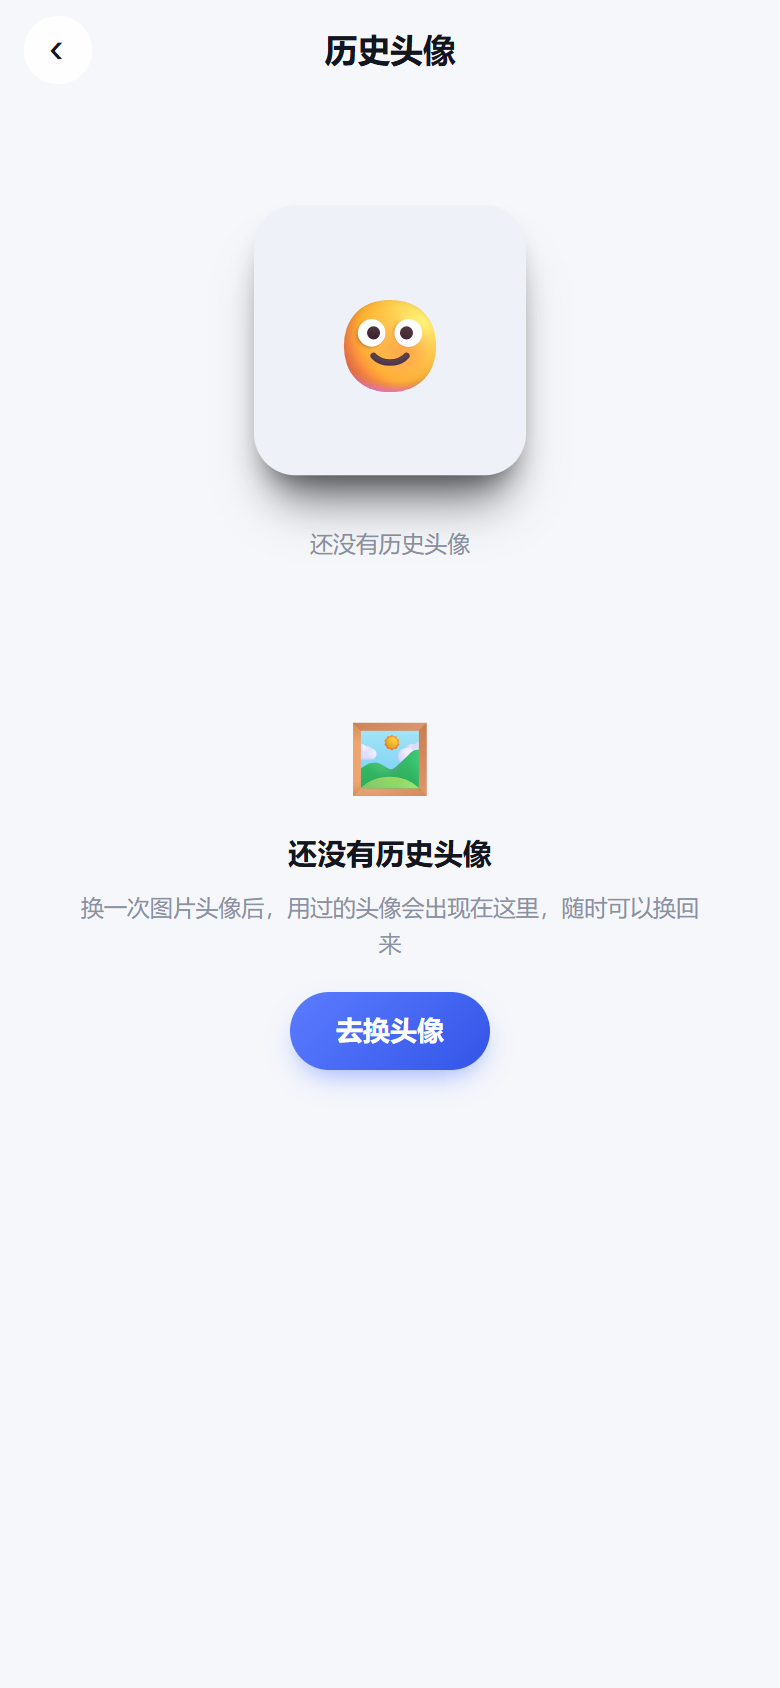 ‹
历史头像
还没有历史头像
还没有历史头像
换一次图片头像后，用过的头像会出现在这里，随时可以换回
来
去换头像